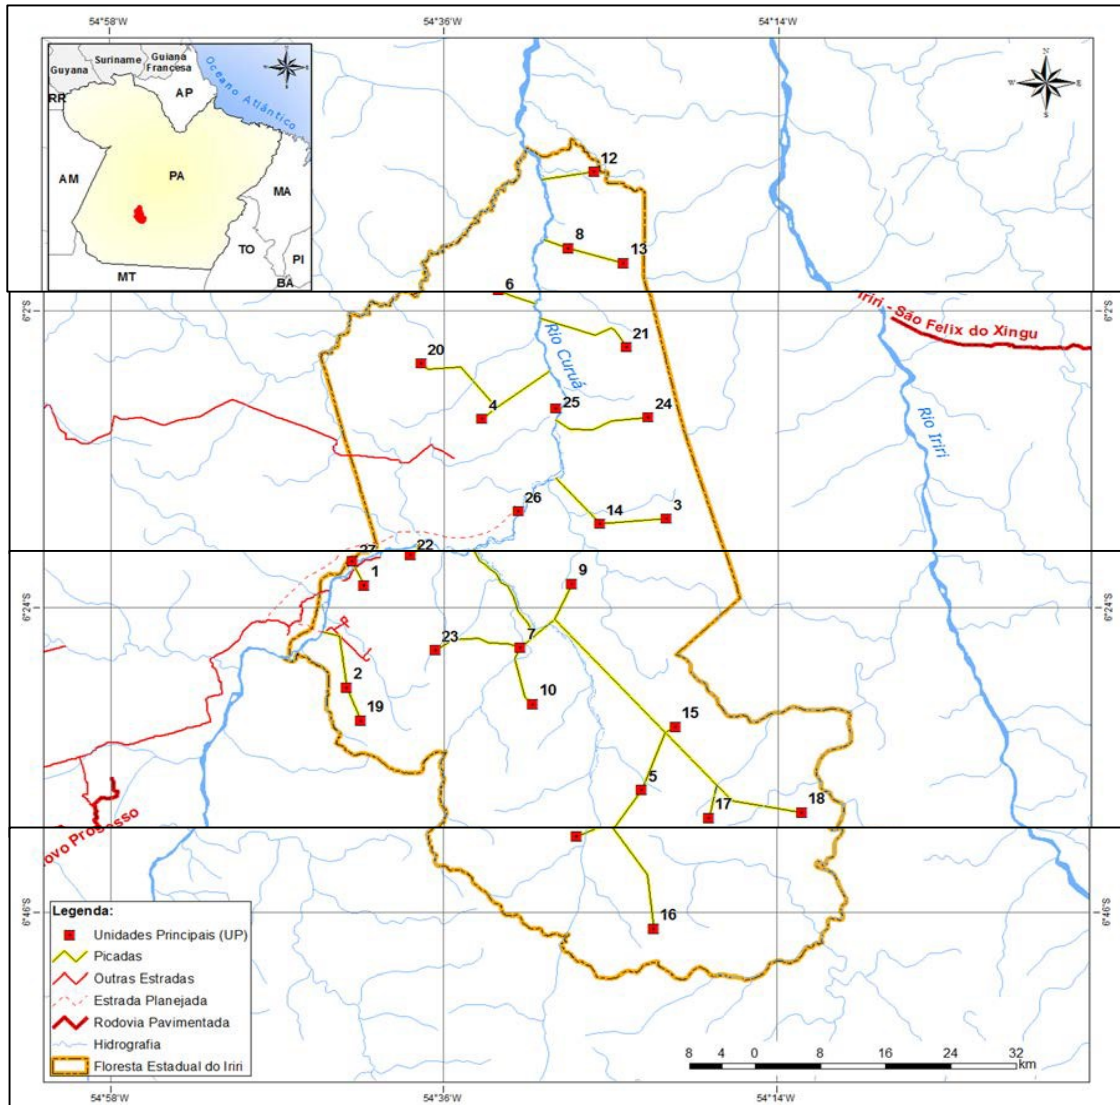 54°58'W
54°36'W
54°14'W
Guyana
Suriname
Guiana
Francesa
Oceano Atlântico
RR
AP
AM
PA
MA
TO
PI
MT
BA
N
W
E
S
12
8
13
6
6°2'S
6°2'S
Iriri - São Felix do Xingu
Rio Curuá
21
20
4
25
24
Rio Iriri
26
14
3
27
22
1
9
6°24'S
6°24'S
23
7
2
10
19
15
5
17
18
ovo Progesso
16
6°46'S
6°46'S
Legenda:
Unidades Principais (UP)
Picadas
Outras Estradas
Estrada Planejada
Rodovia Pavimentada
Hidrografia
Floresta Estadual do Iriri
8 4 0 8 16 24 32
km
54°58'W
54°36'W
54°14'W